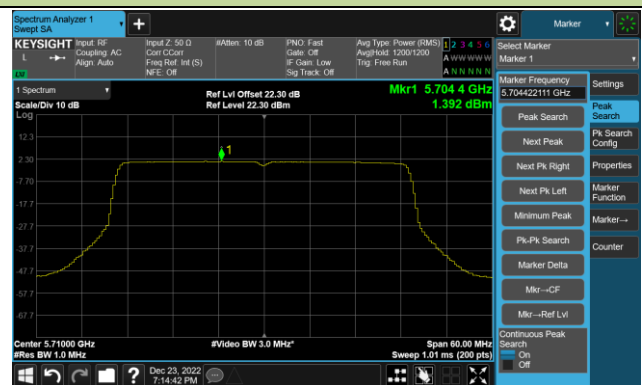 Spectrum Analyzer 1
Swept SA
+
Marker
KEYSIGHT
L
LW
Input: RF
Coupling: AC
Align: Auto
Input Z: 50 Ω
Corr CCorr
Freq Ref: Int (S)
NFE: Off
#Atten: 10 dB
PNO: Fast
Gate: Off
IF Gain: Low
Sig Track: Off
Avg Type: Power (RMS)
Avg|Hold: 1200/1200
Trig: Free Run
1 2 3 4 5 6
A W W W W W
A N N N N N
Select Marker
Marker 1
1 Spectrum
Scale/Div 10 dB
Log
Ref Lvl Offset 22.30 dB
Ref Level 22.30 dBm
Mkr1 5.704 4 GHz
1.392 dBm
1
12.3
2.30
-7.70
-17.7
-27.7
-37.7
-47.7
-57.7
-67.7
Center 5.71000 GHz
#Res BW 1.0 MHz
#Video BW 3.0 MHz*
Span 60.00 MHz
Sweep 1.01 ms (200 pts)
Marker Frequency
5.704422111 GHz
Peak Search
Next Peak
Next Pk Right
Next Pk Left
Minimum Peak
Pk-Pk Search
Marker Delta
Mkr→CF
Mkr→Ref Lvl
Continuous Peak
Search
On
Off
Settings
Peak
Search
Pk Search
Config
Properties
Marker
Function
Marker→
Counter
?
Dec 23, 2022
7:14:42 PM